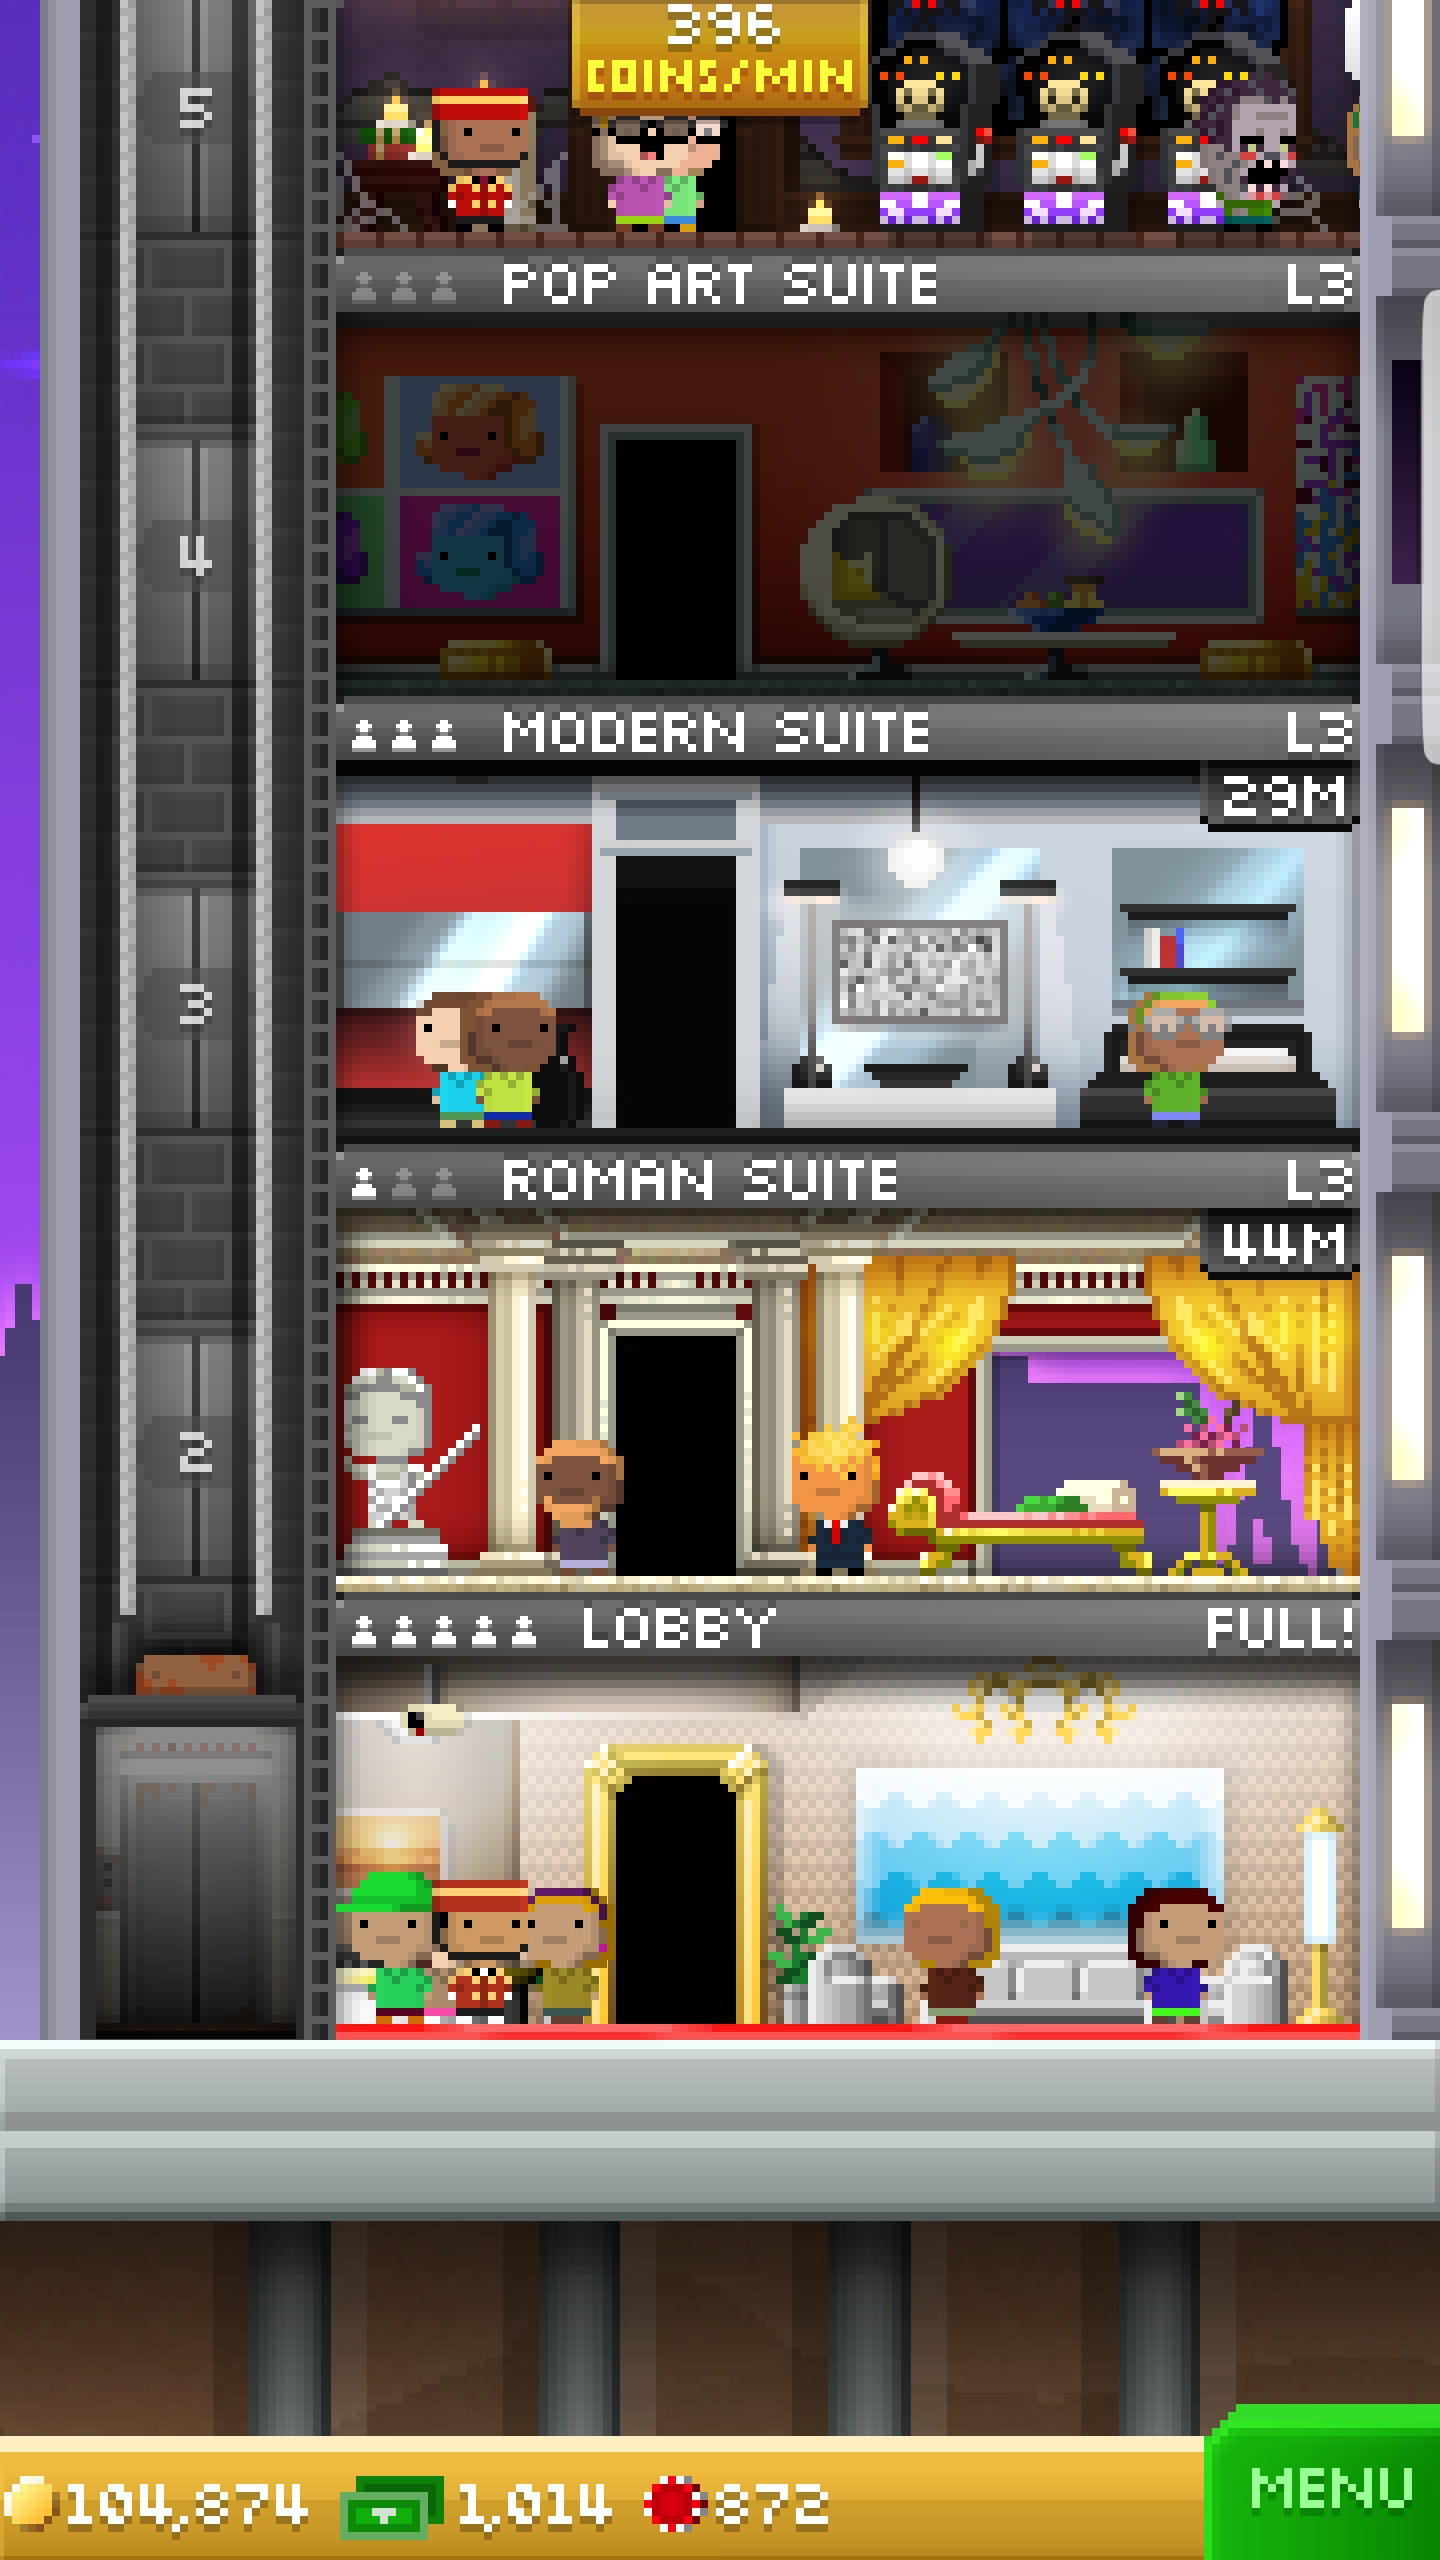 396
COINS/MIN
5
POP ART SUITE L3
4
MODERN SUITE L3
29M
3
ROMAN SUITE L3
44M
2
LOBBY FULL!
104,874 1,014 872 MENU